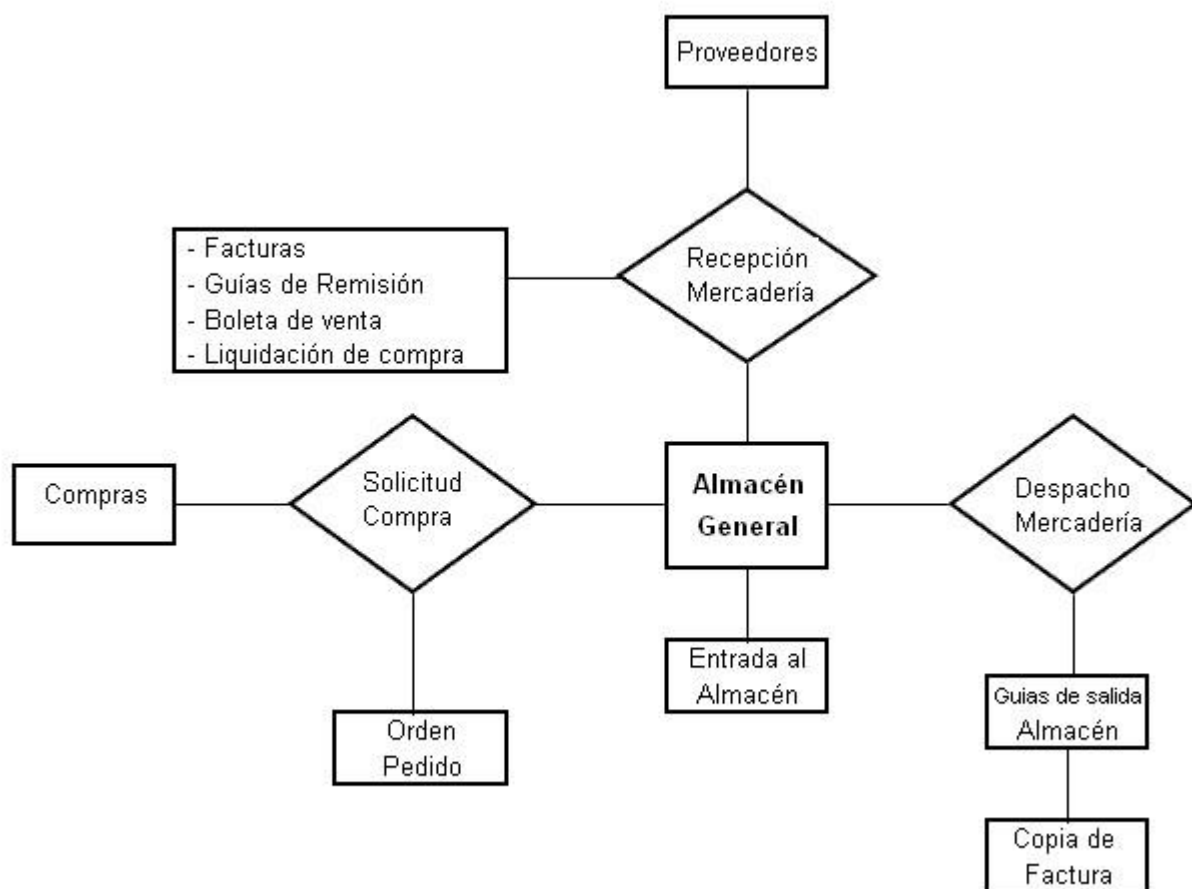 Proveedores
Recepción
Mercadería
- Facturas
- Guías de Remisión
- Boleta de venta
- Liquidación de compra
Compras
Solicitud
Compra
Almacén
General
Despacho
Mercadería
Entrada al
Almacén
Orden
Pedido
Guias de salida
Almacén
Copia de
Factura